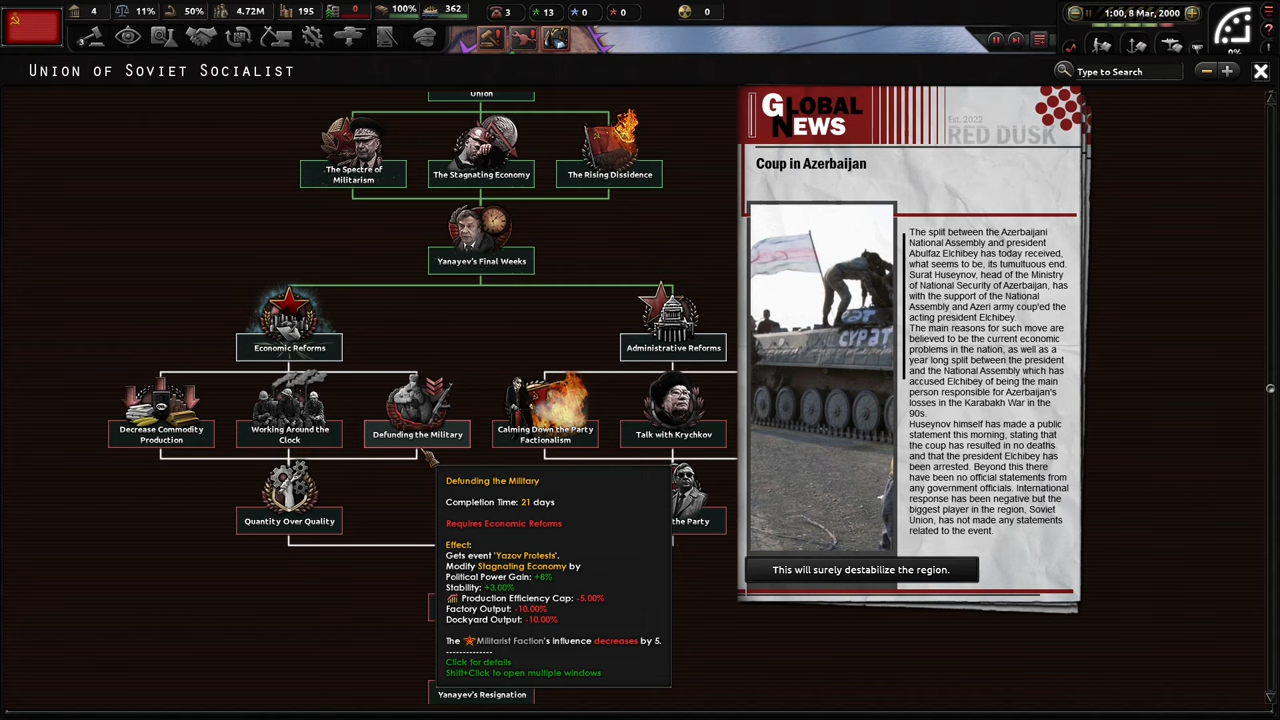 4
11%
50%
4.72M
195
0
100%
362
3
13
0
0
0
1:00, 8 Mar, 2000
3
0%
Union of Soviet Socialist
Type to Search
Union
The Spectre of
Militarism
The Stagnating Economy
The Rising Dissidence
Yanayev's Final Weeks
Economic Reforms
Administrative Reforms
Decrease Commodity
Production
Working Around the
Clock
Defunding the Military
Calming Down the Party
Factionalism
Talk with Krychkov
Quantity Over Quality
the Party
Yanayev's Resignation
Defunding the Military
Completion Time: 21 days
Requires Economic Reforms
Effect:
Gets event 'Yazov Protests'.
Modify Stagnating Economy by
Political Power Gain: +8%
Stability: +3.00%
Production Efficiency Cap: -5.00%
Factory Output: -10.00%
Dockyard Output: -10.00%
The Militarist Faction's influence decreases by 5.
--------------
Click for details
Shift+Click to open multiple windows
GLOBAL
NEWS
Est. 2022
RED DUSK
Coup in Azerbaijan
The split between the Azerbaijani
National Assembly and president
Abulfaz Elchibey has today received,
what seems to be, its tumultuous end.
Surat Huseynov, head of the Ministry
of National Security of Azerbaijan, has
with the support of the National
Assembly and Azeri army coup'ed the
acting president Elchibey.
The main reasons for such move are
believed to be the current economic
problems in the nation, as well as a
year long split between the president
and the National Assembly which has
accused Elchibey of being the main
person responsible for Azerbaijan's
losses in the Karabakh War in the
90s.
Huseynov himself has made a public
statement this morning, stating that
the coup has resulted in no deaths
and that the president Elchibey has
been arrested. Beyond this there
have been no official statements from
any government officials. International
response has been negative but the
biggest player in the region, Soviet
Union, has not made any statements
related to the event.
This will surely destabilize the region.